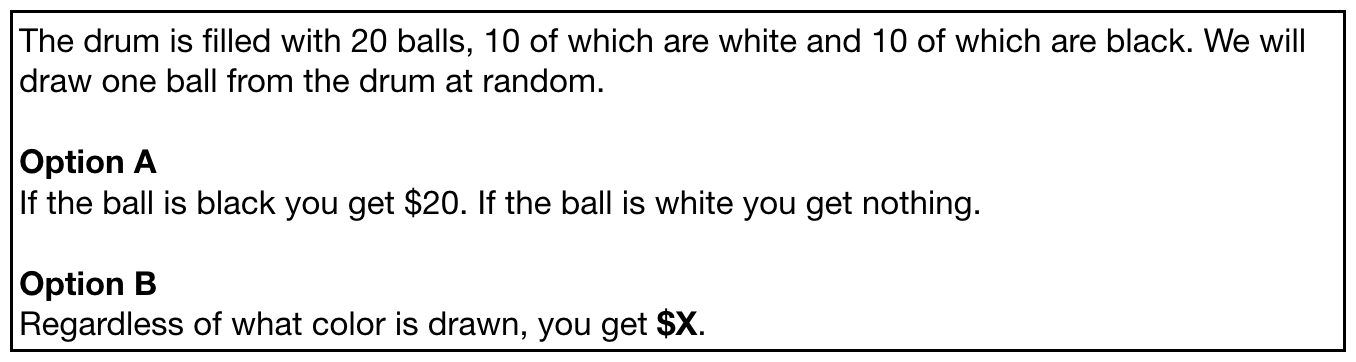 The drum is filled with 20 balls, 10 of which are white and 10 of which are black. We will
draw one ball from the drum at random.
Option A
If the ball is black you get $20. If the ball is white you get nothing.
Option B
Regardless of what color is drawn, you get $X.